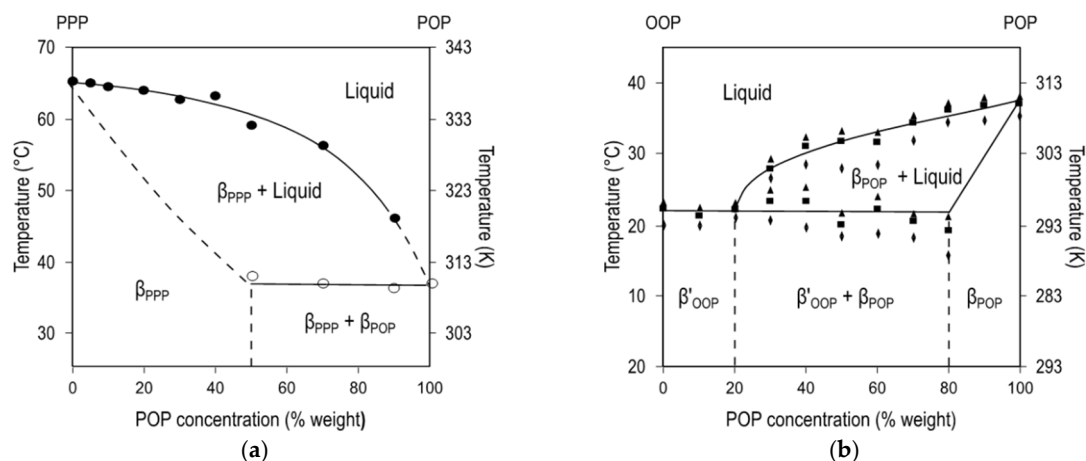 PPP
POP
70
60
50
40
30
343
333
323
313
303
Temperature (°C)
Temperature (K)
Liquid
βPPP + Liquid
βPPP
βPPP + βPOP
0
20
40
60
80
100
POP concentration (% weight)
(a)
OOP
POP
40
30
20
10
20
313
303
293
283
293
Temperature (°C)
Temperature (K)
Liquid
βPOP + Liquid
β'OOP
β'OOP + βPOP
βPOP
0
20
40
60
80
100
POP concentration (% weight)
(b)